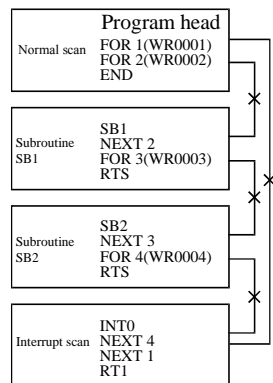 Program head
Normal scan
FOR 1(WR0001)
FOR 2(WR0002)
END
Subroutine
SB1
SB1
NEXT 2
FOR 3(WR0003)
RTS
Subroutine
SB2
SB2
NEXT 3
FOR 4(WR0004)
RTS
Interrupt scan
INT0
NEXT 4
NEXT 1
RT1